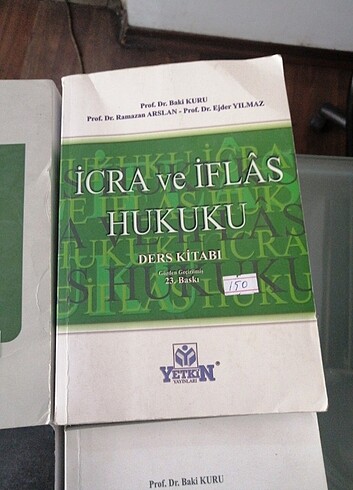 Prof. Dr. Baki KURU
Prof. Dr. Ramazan ARSLAN - Prof. Dr. Ejder YILMAZ
İCRA ve İFLÂS
HUKUKU
DERS KİTABI
Gözden Geçirilmiş
23. Baskı
150
YETKİN
YAYINLARI
Prof. Dr. Baki KURU